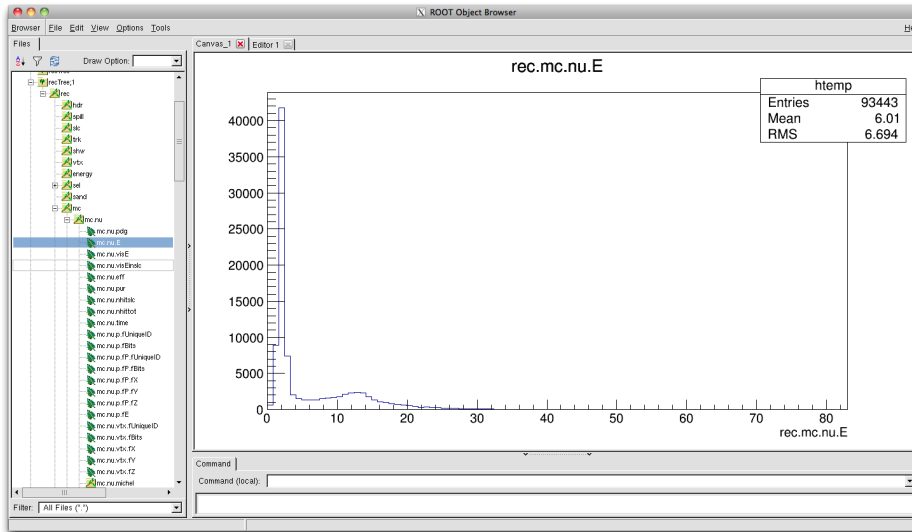 ROOT Object Browser
Browser File Edit View Options Tools
Files
Draw Option:
recTree;1
rec
hdr
spill
slc
trk
shw
vtx
energy
sel
sand
mc
mc.nu
mc.nu.pdg
mc.nu.E
mc.nu.visE
mc.nu.visEinslc
mc.nu.eff
mc.nu.pur
mc.nu.nhitslc
mc.nu.nhittot
mc.nu.time
mc.nu.p.fUniqueID
mc.nu.p.fBits
mc.nu.p.fP.fUniqueID
mc.nu.p.fP.fBits
mc.nu.p.fP.fX
mc.nu.p.fP.fY
mc.nu.p.fP.fZ
mc.nu.p.fE
mc.nu.vtx.fUniqueID
mc.nu.vtx.fBits
mc.nu.vtx.fX
mc.nu.vtx.fY
mc.nu.vtx.fZ
mc.nu.michel
Filter: All Files (*.*)
Canvas_1 Editor 1
rec.mc.nu.E
htemp
Entries 93443
Mean 6.01
RMS 6.694
40000
35000
30000
25000
20000
15000
10000
5000
0
0 10 20 30 40 50 60 70 80
rec.mc.nu.E
Command
Command (local):